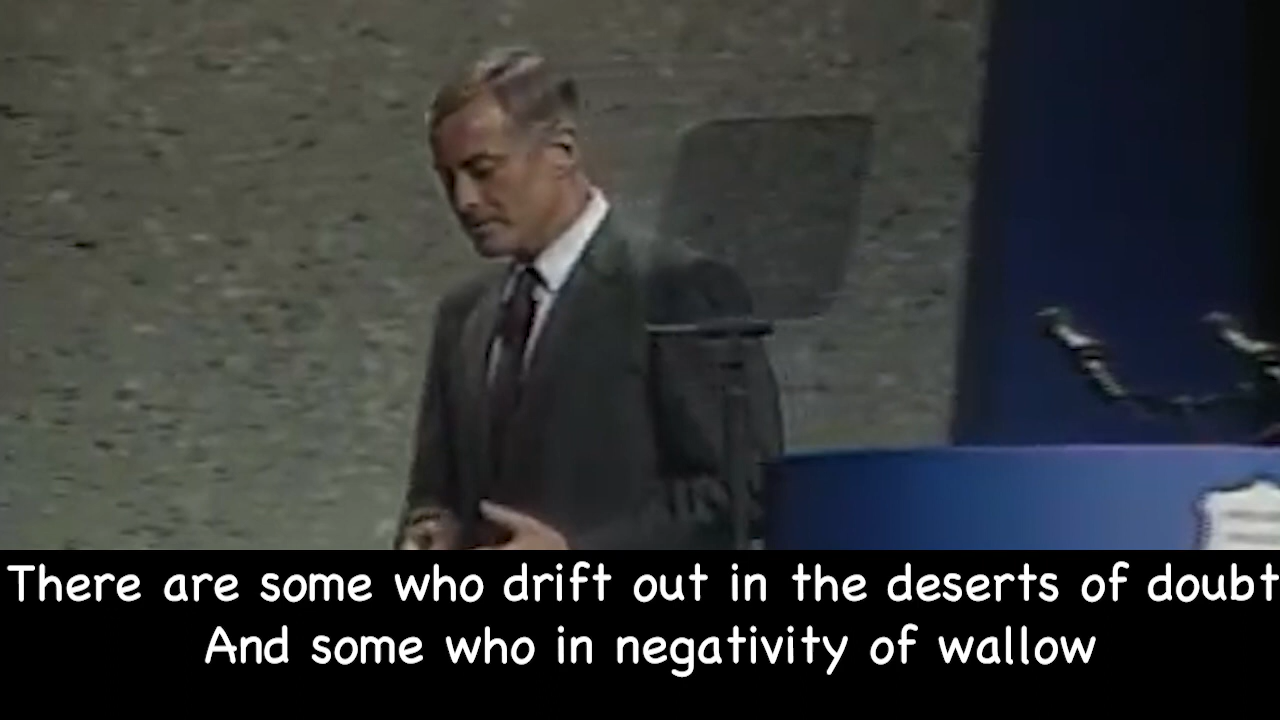 There are some who drift out in the deserts of doubt
And some who in negativity of wallow